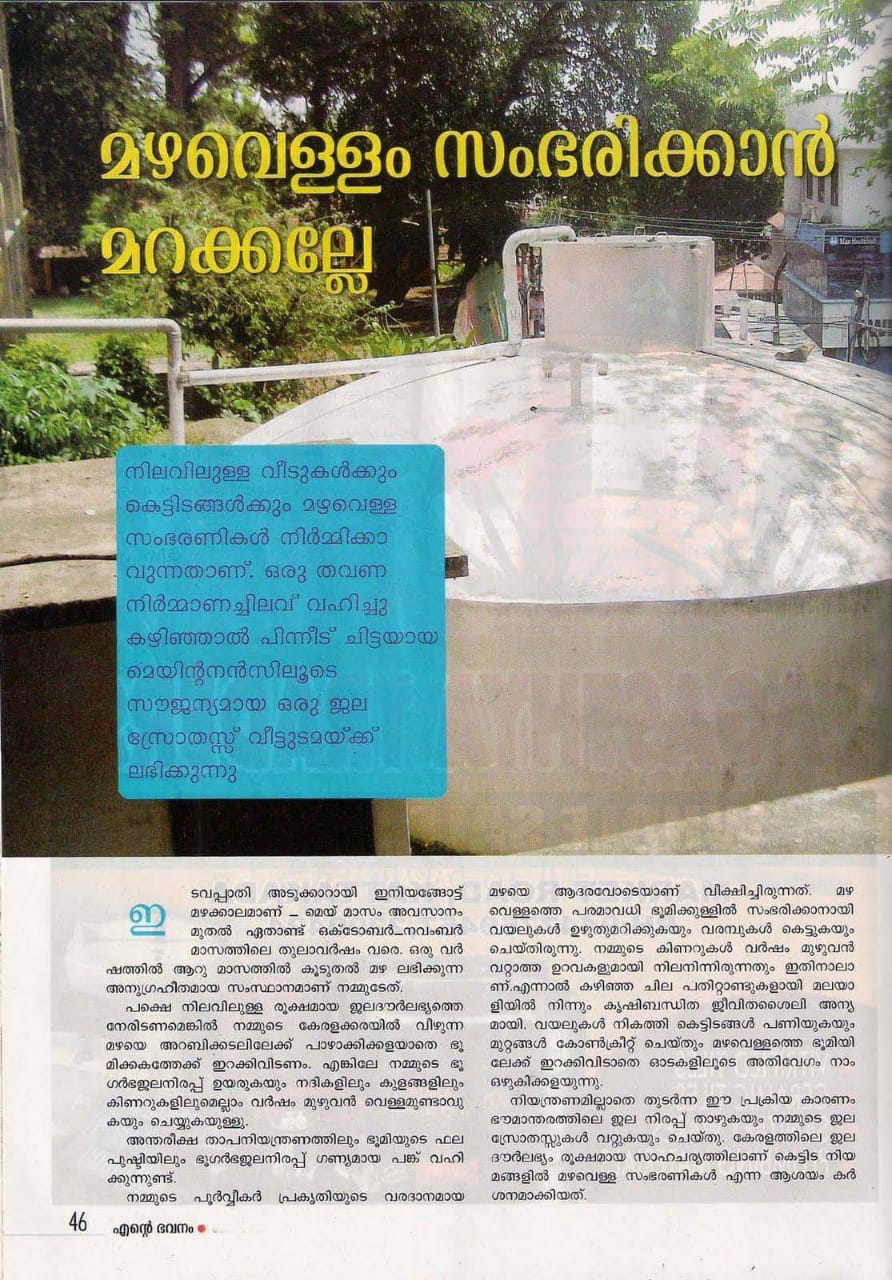 മഴവെള്ളം സംഭരിക്കാൻ
മറക്കല്ലേ
നിലവിലുള്ള വീടുകൾക്കും
കെട്ടിടങ്ങൾക്കും മഴവെള്ള
സംഭരണികൾ നിർമ്മിക്കാ
വുന്നതാണ്. ഒരു തവണ
നിർമ്മാണച്ചിലവ് വഹിച്ചു
കഴിഞ്ഞാൽ പിന്നീട് ചിട്ടയായ
മെയിന്റനൻസിലൂടെ
സൗജന്യമായ ഒരു ജല
സ്രോതസ്സ് വീട്ടുടമയ്ക്ക്
ലഭിക്കുന്നു
ഇടവപ്പാതി അടുക്കാറായി ഇനിയങ്ങോട്ട്
മഴക്കാലമാണ് – മെയ് മാസം അവസാനം
മുതൽ ഏതാണ്ട് ഒക്ടോബർ–നവംബർ
മാസത്തിലെ തുലാവർഷം വരെ. ഒരു വർ
ഷത്തിൽ ആറു മാസത്തിൽ കൂടുതൽ മഴ ലഭിക്കുന്ന
അനുഗ്രഹീതമായ സംസ്ഥാനമാണ് നമ്മുടേത്.
പക്ഷെ നിലവിലുള്ള രൂക്ഷമായ ജലദൗർലഭ്യത്തെ
നേരിടണമെങ്കിൽ നമ്മുടെ കേരളക്കരയിൽ വീഴുന്ന
മഴയെ അറബിക്കടലിലേക്ക് പാഴാക്കിക്കളയാതെ ഭൂ
മിക്കകത്തേക്ക് ഇറക്കിവിടണം. എങ്കിലേ നമ്മുടെ ഭൂ
ഗർഭജലനിരപ്പ് ഉയരുകയും നദികളിലും കുളങ്ങളിലും
കിണറുകളിലുമെല്ലാം വർഷം മുഴുവൻ വെള്ളമുണ്ടാവു
കയും ചെയ്യുകയുള്ളു.
അന്തരീക്ഷ താപനിയന്ത്രണത്തിലും ഭൂമിയുടെ ഫല
പുഷ്ടിയിലും ഭൂഗർഭജലനിരപ്പ് ഗണ്യമായ പങ്ക് വഹി
ക്കുന്നുണ്ട്.
നമ്മുടെ പൂർവ്വീകർ പ്രകൃതിയുടെ വരദാനമായ
മഴയെ ആദരവോടെയാണ് വീക്ഷിച്ചിരുന്നത്. മഴ
വെള്ളത്തെ പരമാവധി ഭൂമിക്കുള്ളിൽ സംഭരിക്കാനായി
വയലുകൾ ഉഴുതുമറിക്കുകയും വരമ്പുകൾ കെട്ടുകയും
ചെയ്തിരുന്നു. നമ്മുടെ കിണറുകൾ വർഷം മുഴുവൻ
വറ്റാത്ത ഉറവകളുമായി നിലനിന്നിരുന്നതും ഇതിനാലാ
ണ്.എന്നാൽ കഴിഞ്ഞ ചില പതിറ്റാണ്ടുകളായി മലയാ
ളിയിൽ നിന്നും കൃഷിബന്ധിത ജീവിതശൈലി അന്യ
മായി. വയലുകൾ നികത്തി കെട്ടിടങ്ങൾ പണിയുകയും
മുറ്റങ്ങൾ കോൺക്രീറ്റ് ചെയ്തും മഴവെള്ളത്തെ ഭൂമിയി
ലേക്ക് ഇറക്കിവിടാതെ ഓടകളിലൂടെ അതിവേഗം നാം
ഒഴുകിക്കളയുന്നു.
നിയന്ത്രണമില്ലാതെ തുടർന്ന ഈ പ്രക്രിയ കാരണം
ഭൗമാന്തരത്തിലെ ജല നിരപ്പ് താഴുകയും നമ്മുടെ ജല
സ്രോതസ്സുകൾ വറ്റുകയും ചെയ്തു. കേരളത്തിലെ ജല
ദൗർലഭ്യം രൂക്ഷമായ സാഹചര്യത്തിലാണ് കെട്ടിട നിയ
മങ്ങളിൽ മഴവെള്ള സംഭരണികൾ എന്ന ആശയം കർ
ശനമാക്കിയത്.
46 എന്റെ ഭവനം